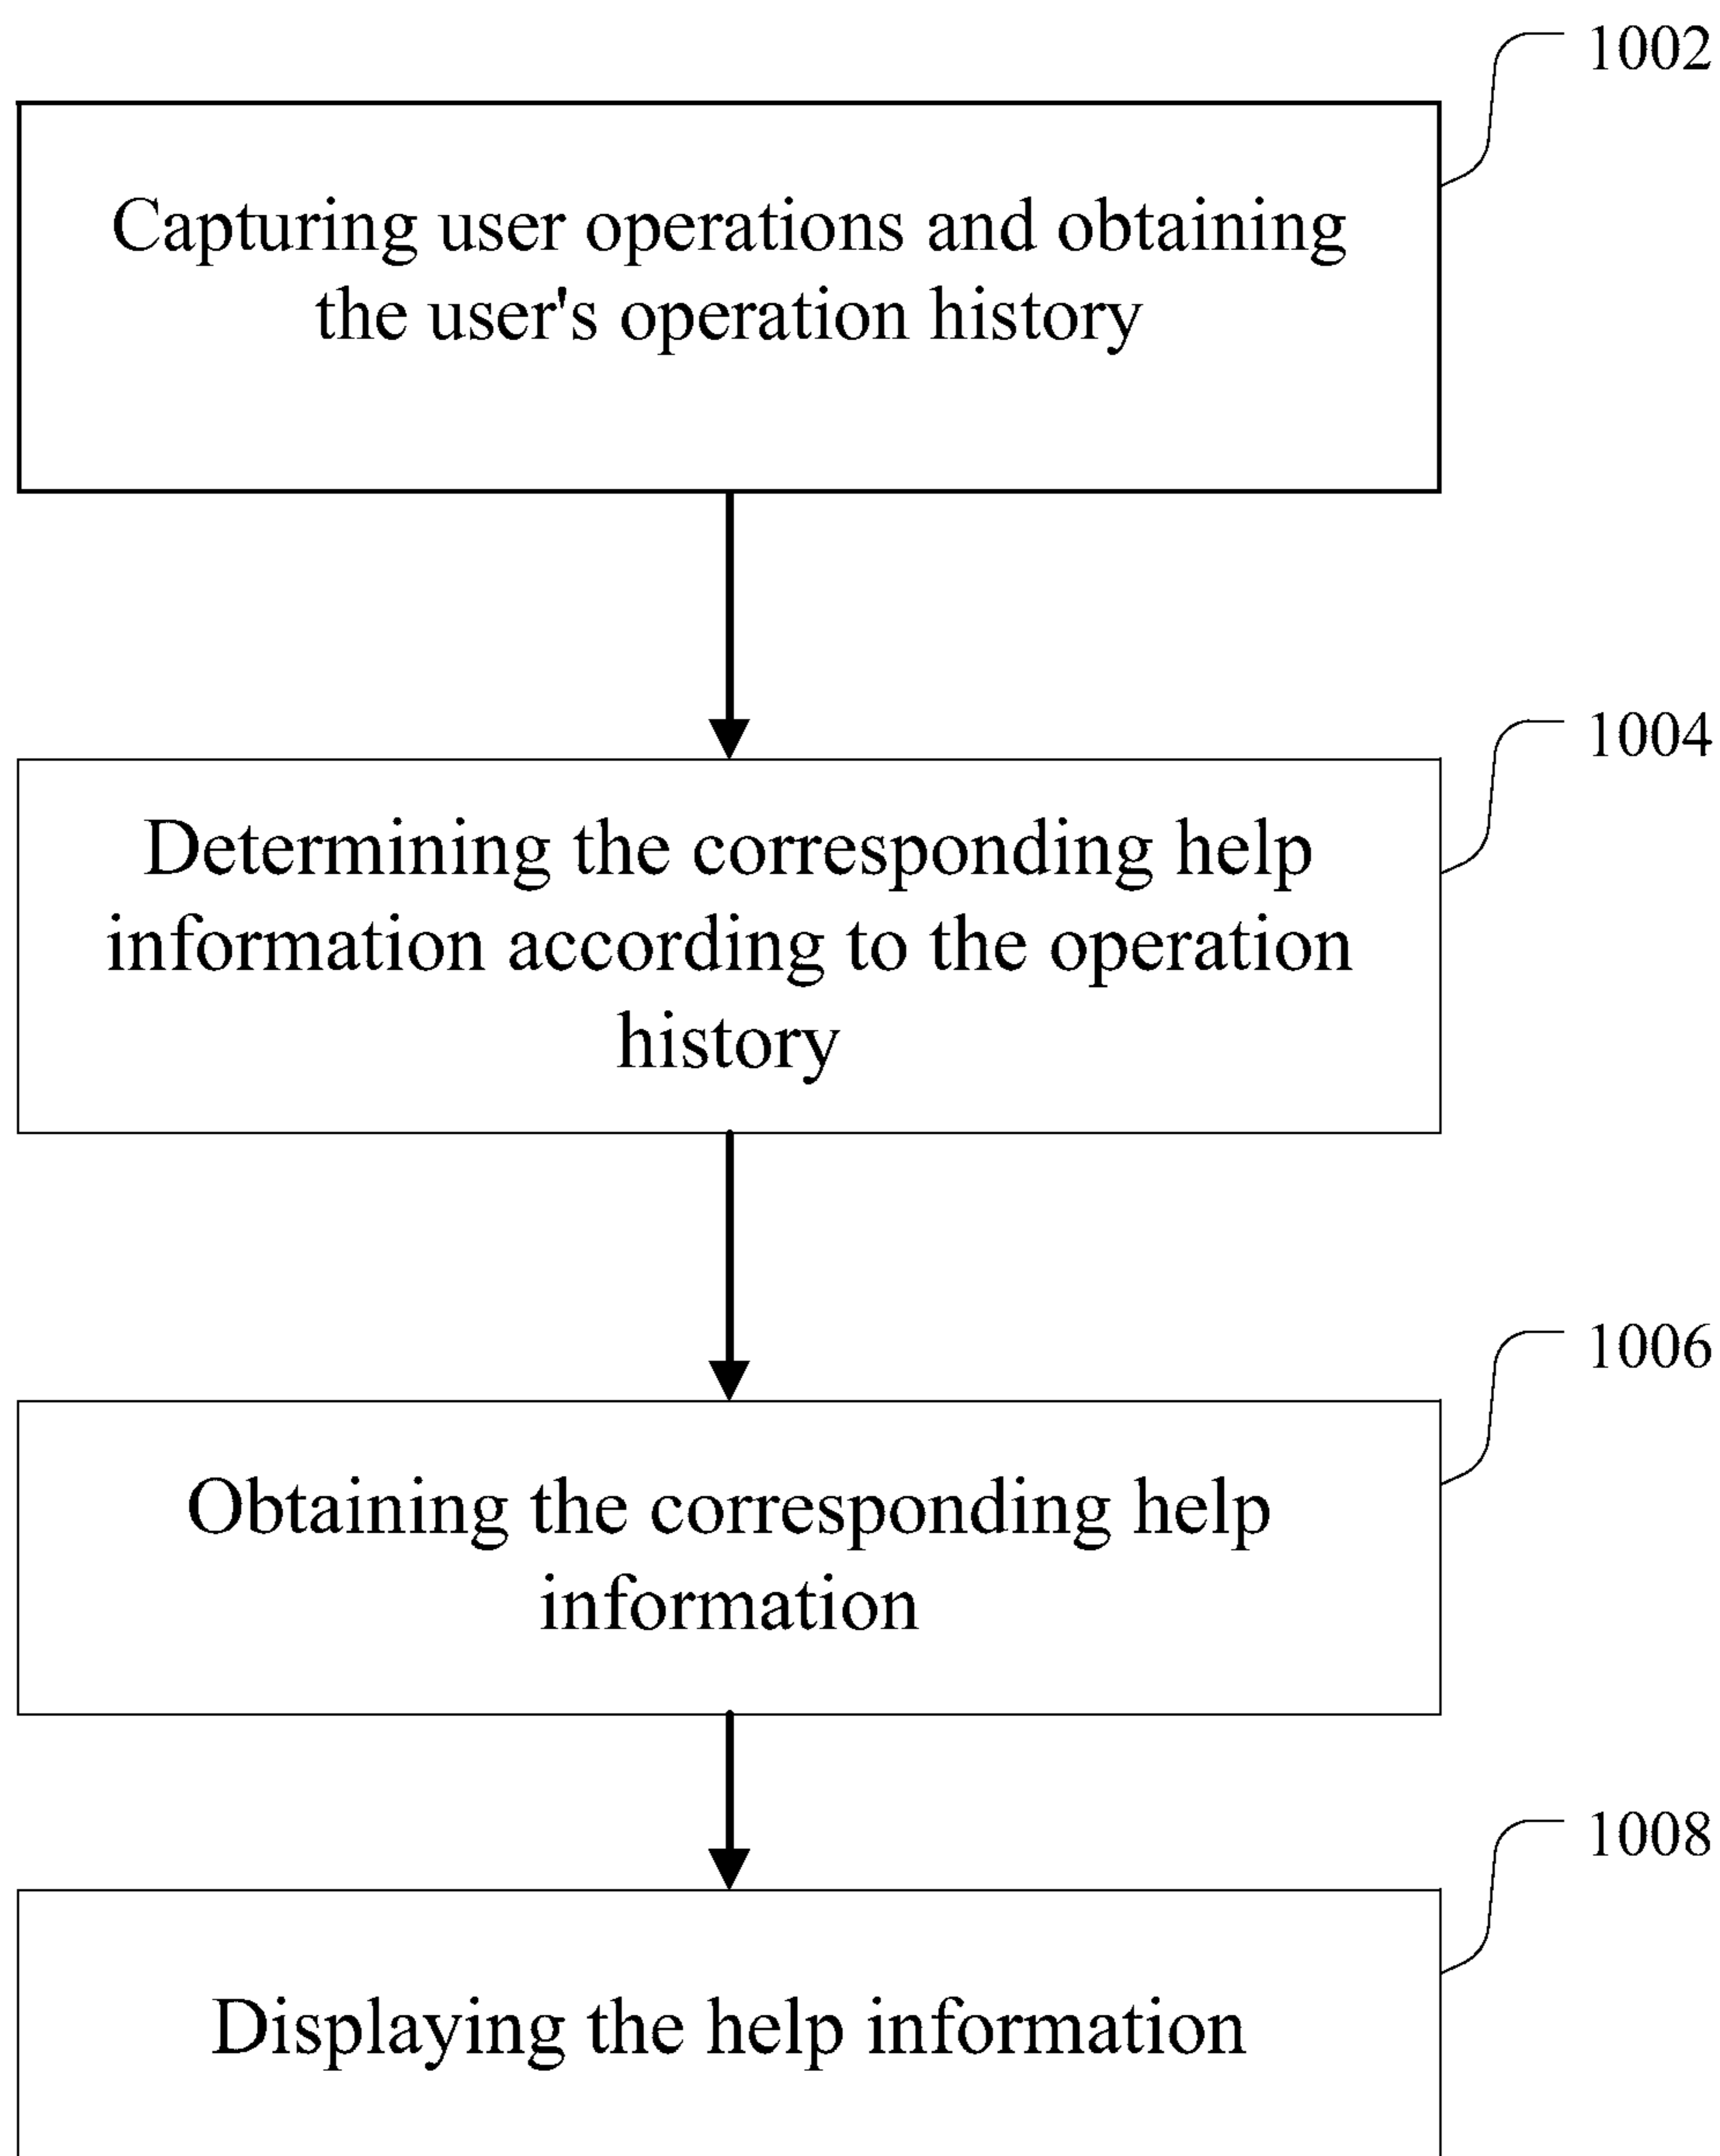 1002
Capturing user operations and obtaining
the user's operation history
1004
Determining the corresponding help
information according to the operation
history
1006
Obtaining the corresponding help
information
1008
Displaying the help information